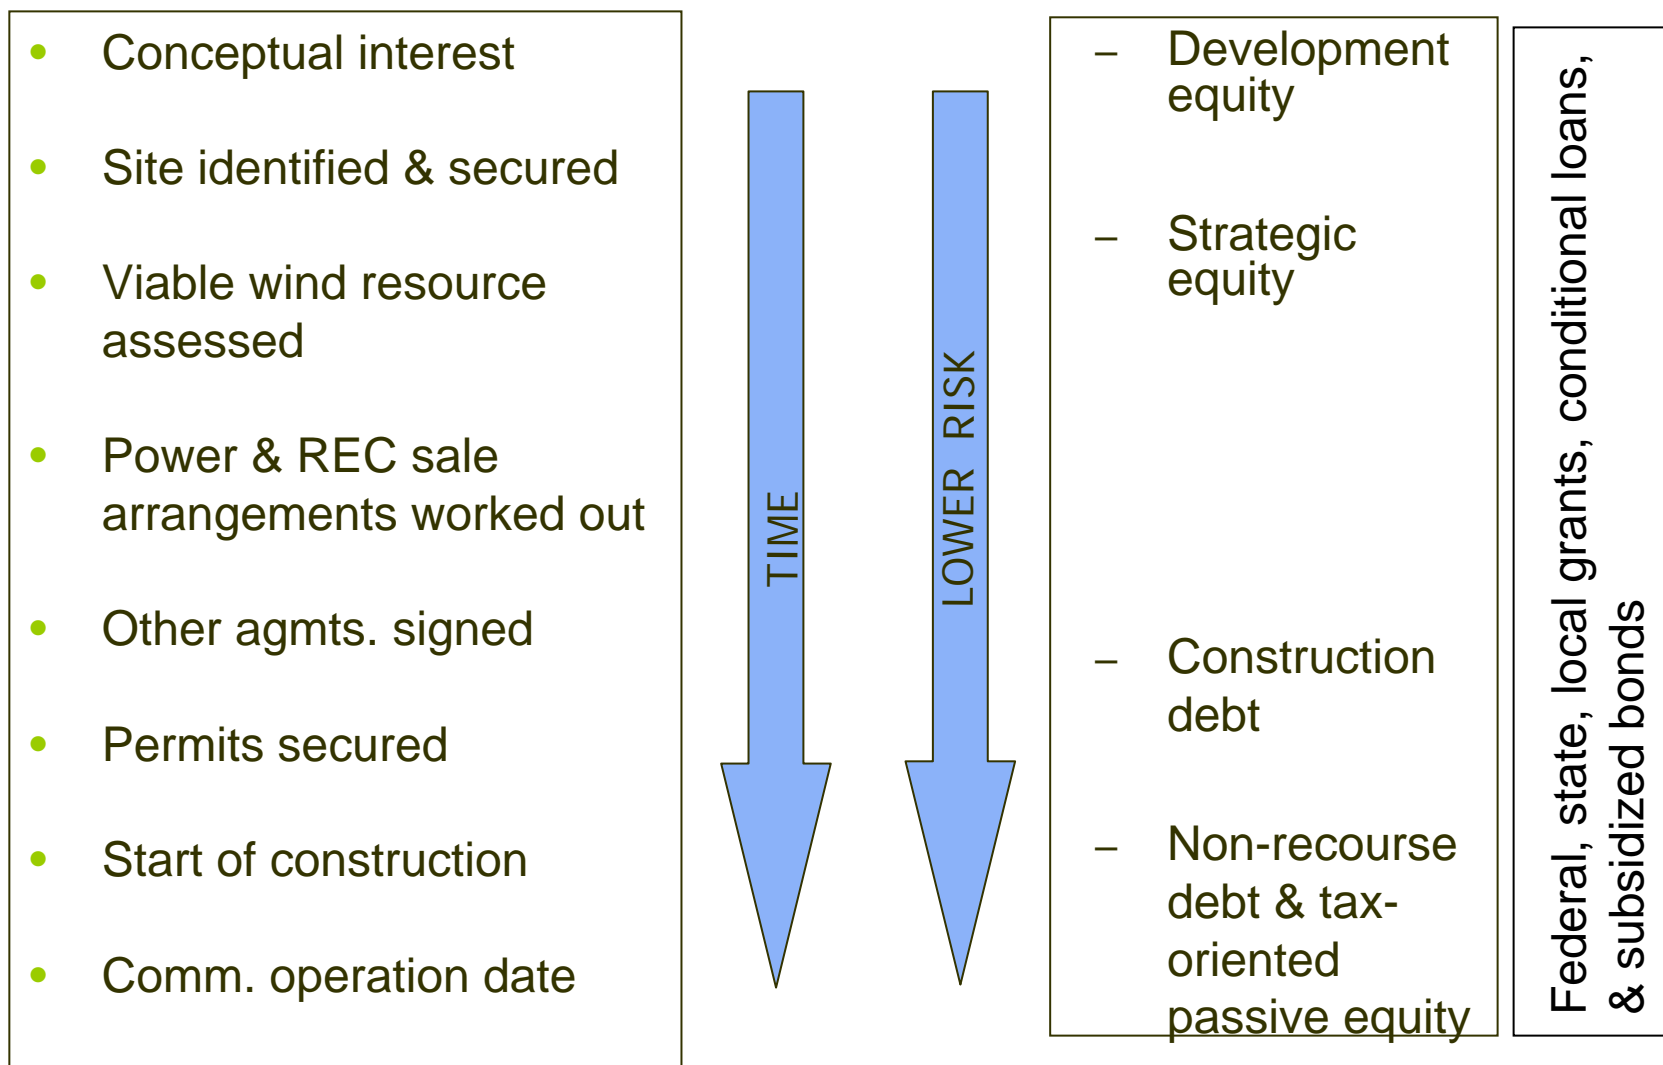 • Conceptual interest
• Site identified & secured
• Viable wind resource
assessed
• Power & REC sale
arrangements worked out
• Other agmts. signed
• Permits secured
• Start of construction
• Comm. operation date
TIME
LOWER RISK
– Development
equity
– Strategic
equity
– Construction
debt
– Non-recourse
debt & tax-
oriented
passive equity
Federal, state, local grants, conditional loans,
& subsidized bonds